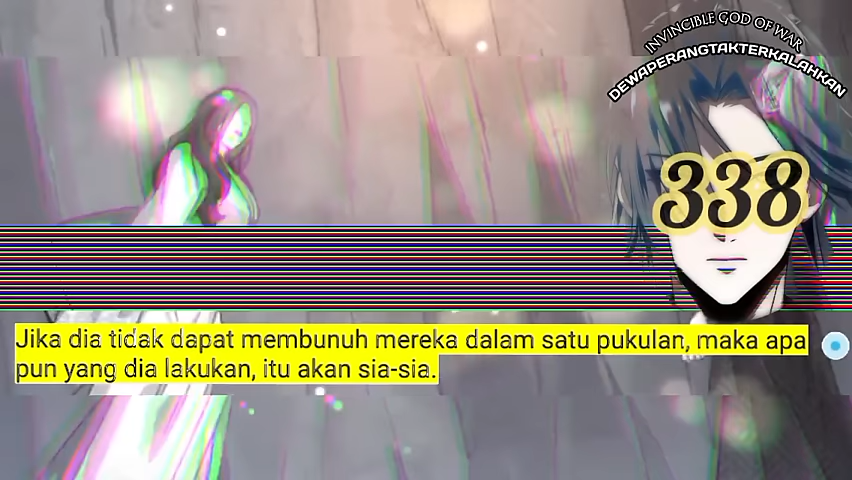 INVINCIBLE GOD OF WAR
DEWAPERANGTAKTERKALAHKAN
338
Jika dia tidak dapat membunuh mereka dalam satu pukulan, maka apa
pun yang dia lakukan, itu akan sia-sia.